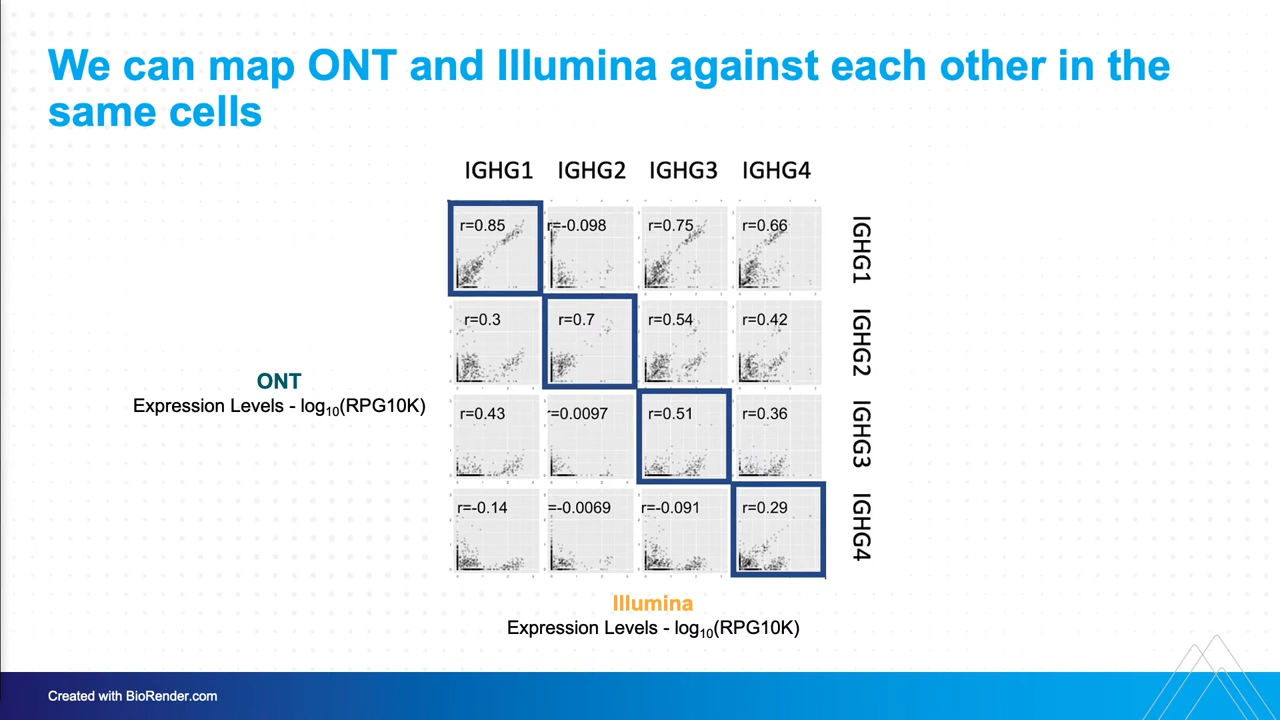 We can map ONT and Illumina against each other in the
same cells
IGHG1 IGHG2 IGHG3 IGHG4
r=0.85 r=-0.098 r=0.75 r=0.66 IGHG1
r=0.3 r=0.7 r=0.54 r=0.42 IGHG2
ONT
Expression Levels - log10(RPG10K)
r=0.43 r=0.0097 r=0.51 r=0.36 IGHG3
r=-0.14 =-0.0069 r=-0.091 r=0.29 IGHG4
Illumina
Expression Levels - log10(RPG10K)
Created with BioRender.com